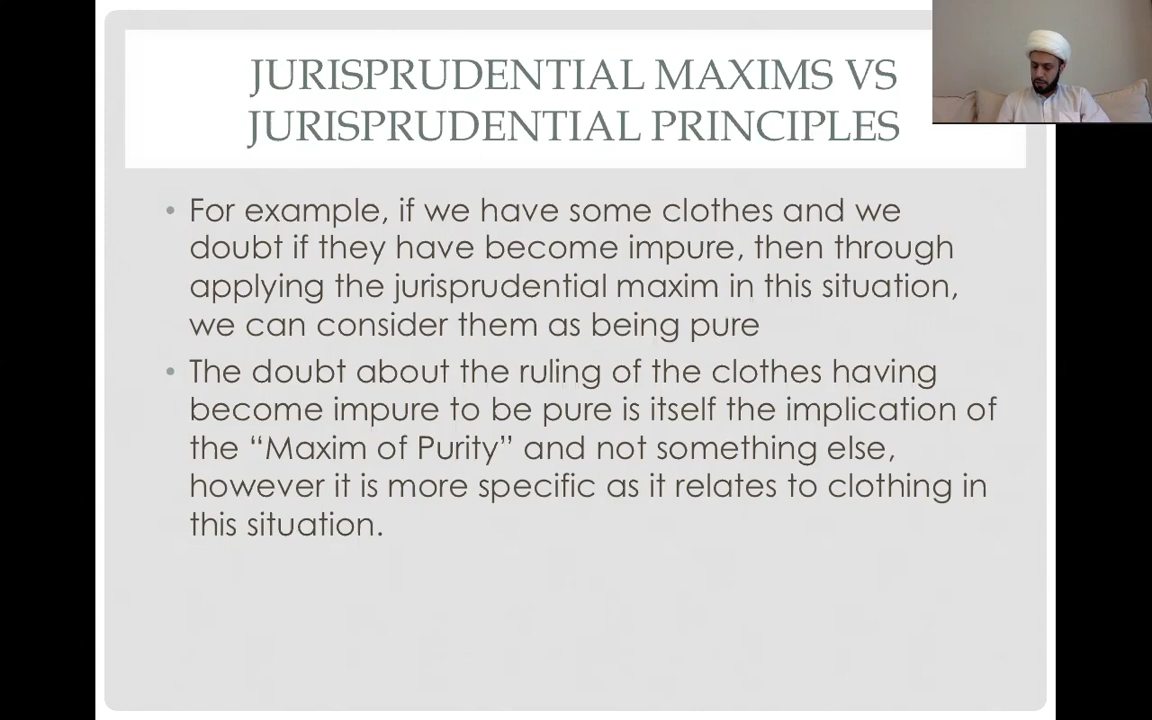 JURISPRUDENTIAL MAXIMS VS
JURISPRUDENTIAL PRINCIPLES
• For example, if we have some clothes and we
doubt if they have become impure, then through
applying the jurisprudential maxim in this situation,
we can consider them as being pure
• The doubt about the ruling of the clothes having
become impure to be pure is itself the implication of
the “Maxim of Purity” and not something else,
however it is more specific as it relates to clothing in
this situation.